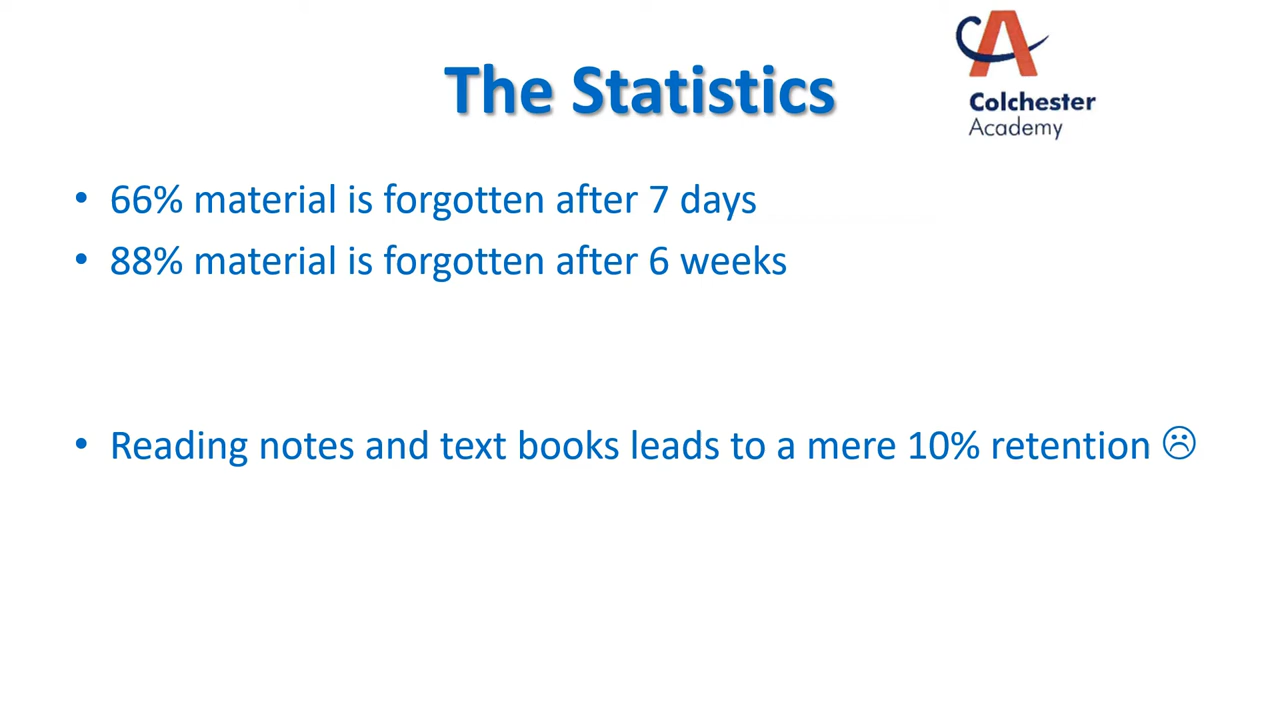 The Statistics
Colchester
Academy
• 66% material is forgotten after 7 days
• 88% material is forgotten after 6 weeks
• Reading notes and text books leads to a mere 10% retention ☹